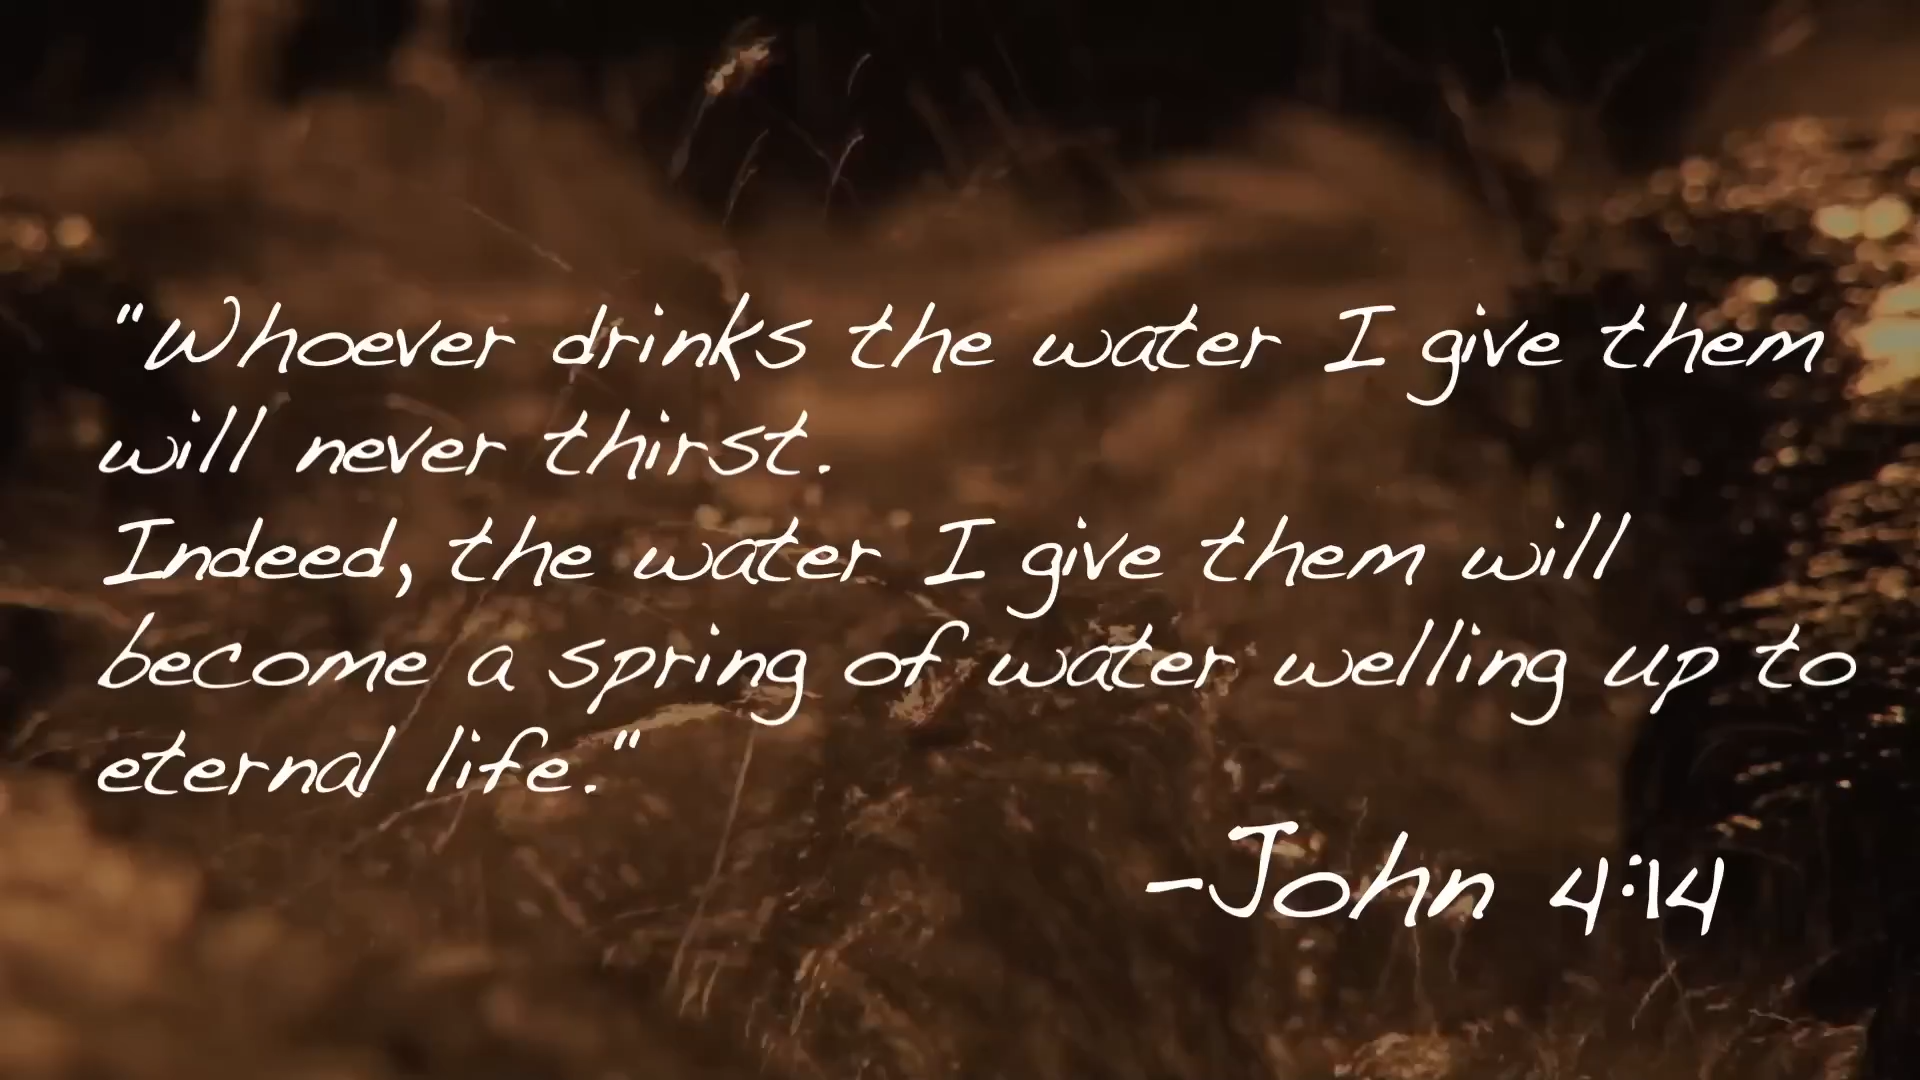 "Whoever drinks the water I give them
will never thirst.
Indeed, the water I give them will
become a spring of water welling up to
eternal life."
-John 4:14